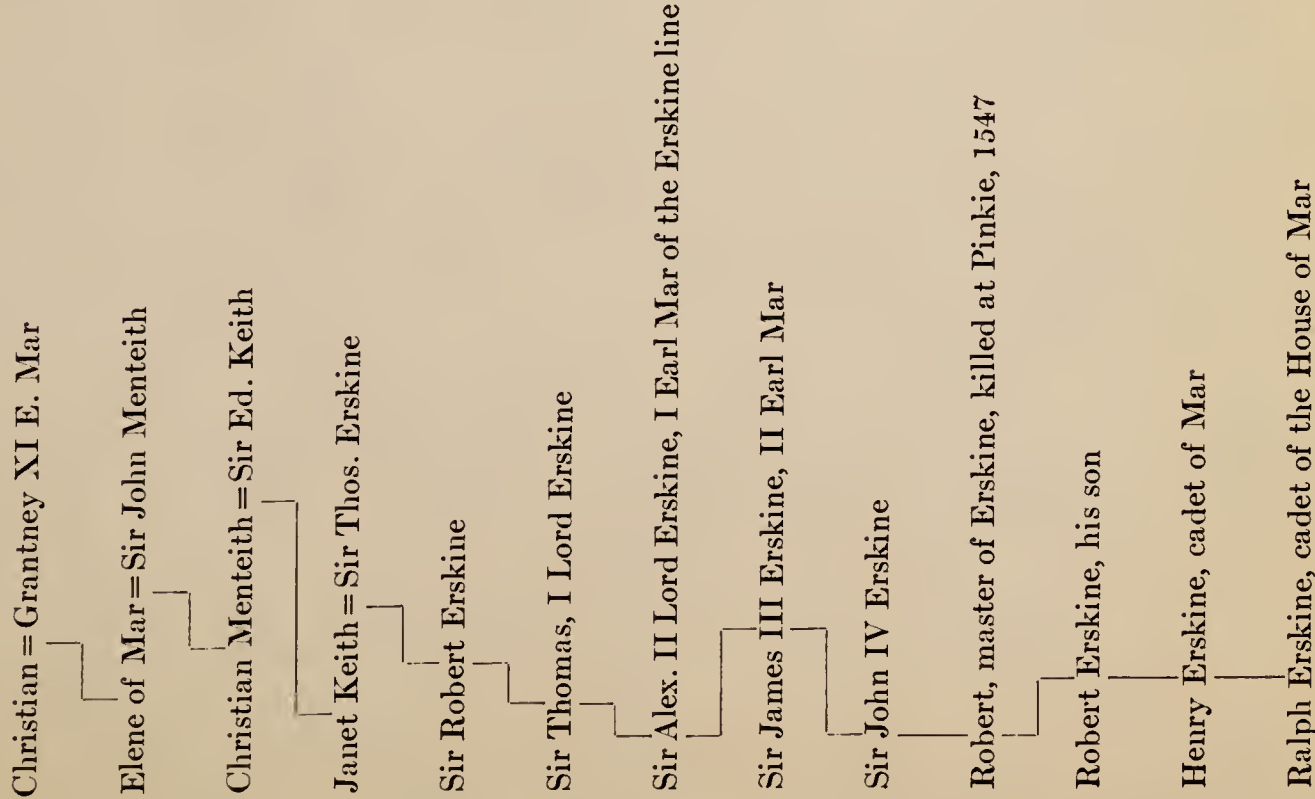 Christian=Grantney XI E. Mar
Elene of Mar=Sir John Menteith
Christian Menteith=Sir Ed. Keith
Janet Keith=Sir Thos. Erskine
Sir Robert Erskine
Sir Thomas, I Lord Erskine
Sir Alex. II Lord Erskine, I Earl Mar of the Erskine line
Sir James III Erskine, II Earl Mar
Sir John IV Erskine
Robert, master of Erskine, killed at Pinkie, 1547
Robert Erskine, his son
Henry Erskine, cadet of Mar
Ralph Erskine, cadet of the House of Mar